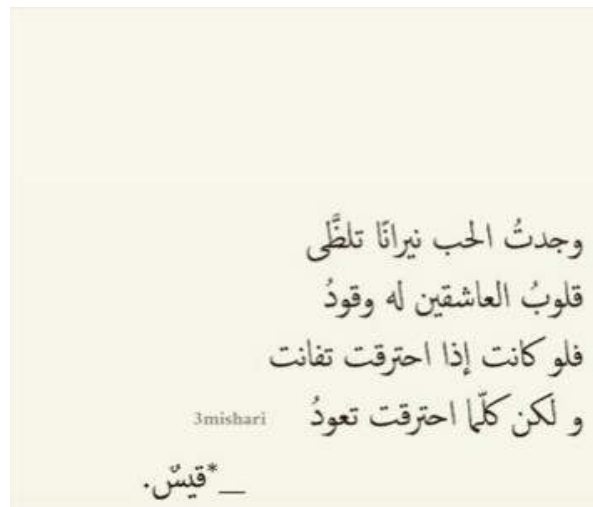 وجدتُ الحب نيرانًا تلظَّى
قلوبُ العاشقين له وقودُ
فلو كانت إذا احترقت تفانت
و لكن كلّما احترقت تعودُ
3mishari
__*قيسٌ.